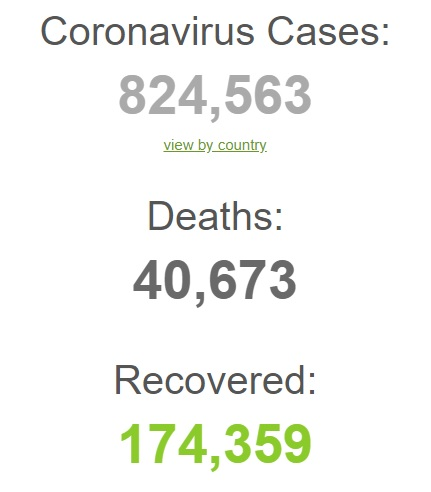 Coronavirus Cases:
824,563
view by country
Deaths:
40,673
Recovered:
174,359